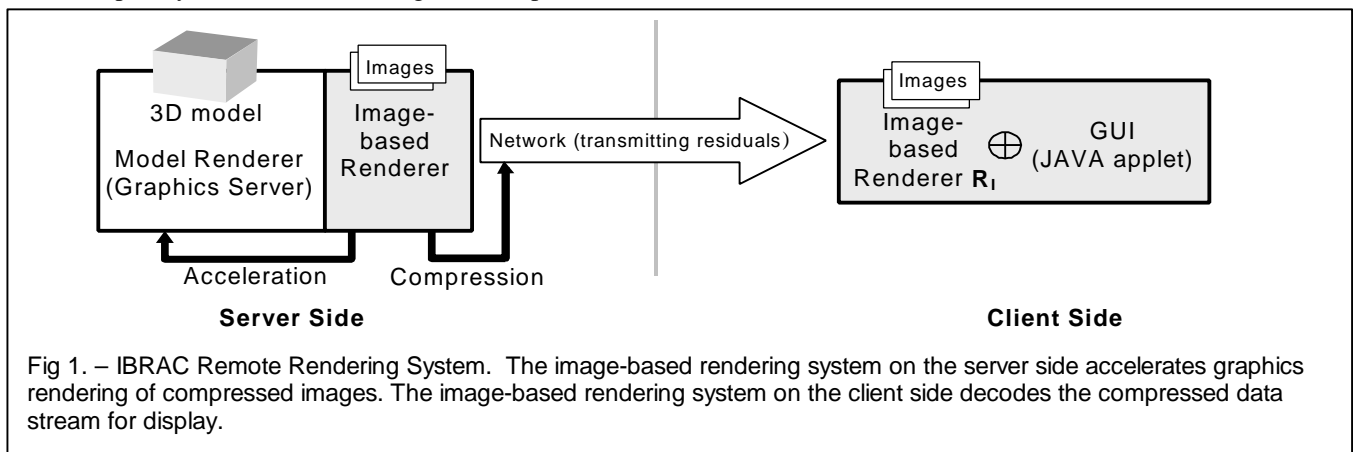 Images
3D model
Model Renderer
(Graphics Server)
Image-
based
Renderer
Network (transmitting residuals)
Images
Image-
based
Renderer R_I
GUI
(JAVA applet)
Acceleration
Compression
Server Side
Client Side
Fig 1. – IBRAC Remote Rendering System. The image-based rendering system on the server side accelerates graphics
rendering of compressed images. The image-based rendering system on the client side decodes the compressed data
stream for display.